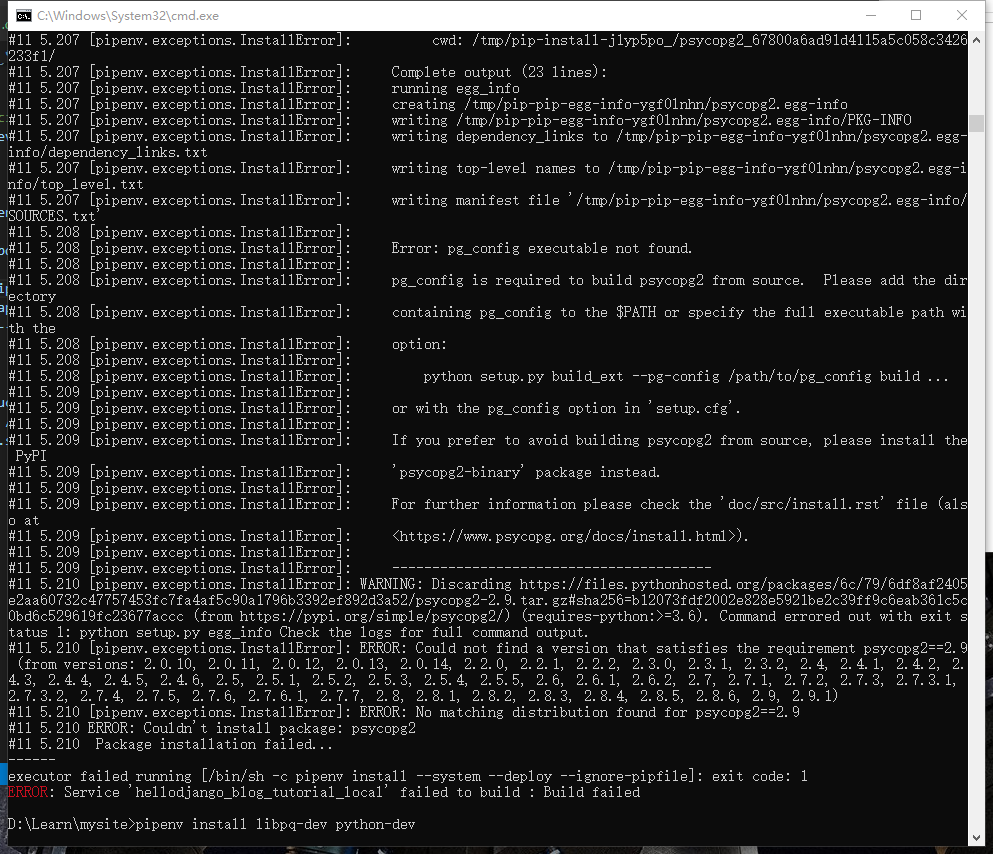 C:\Windows\System32\cmd.exe
#11 5.207 [pipenv.exceptions.InstallError]:         cwd: /tmp/pip-install-j1yp5po_/psycopg2_67800a6ad91d4115a5c058c3426
233f1/
#11 5.207 [pipenv.exceptions.InstallError]:     Complete output (23 lines):
#11 5.207 [pipenv.exceptions.InstallError]:     running egg_info
#11 5.207 [pipenv.exceptions.InstallError]:     creating /tmp/pip-pip-egg-info-ygf01nhn/psycopg2.egg-info
#11 5.207 [pipenv.exceptions.InstallError]:     writing /tmp/pip-pip-egg-info-ygf01nhn/psycopg2.egg-info/PKG-INFO
#11 5.207 [pipenv.exceptions.InstallError]:     writing dependency_links to /tmp/pip-pip-egg-info-ygf01nhn/psycopg2.egg-
info/dependency_links.txt
#11 5.207 [pipenv.exceptions.InstallError]:     writing top-level names to /tmp/pip-pip-egg-info-ygf01nhn/psycopg2.egg-i
nfo/top_level.txt
#11 5.207 [pipenv.exceptions.InstallError]:     writing manifest file '/tmp/pip-pip-egg-info-ygf01nhn/psycopg2.egg-info/
SOURCES.txt'
#11 5.208 [pipenv.exceptions.InstallError]:
#11 5.208 [pipenv.exceptions.InstallError]:     Error: pg_config executable not found.
#11 5.208 [pipenv.exceptions.InstallError]:
#11 5.208 [pipenv.exceptions.InstallError]:     pg_config is required to build psycopg2 from source.  Please add the dir
ectory
#11 5.208 [pipenv.exceptions.InstallError]:     containing pg_config to the $PATH or specify the full executable path wi
th the
#11 5.208 [pipenv.exceptions.InstallError]:     option:
#11 5.208 [pipenv.exceptions.InstallError]:
#11 5.208 [pipenv.exceptions.InstallError]:         python setup.py build_ext --pg-config /path/to/pg_config build ...
#11 5.209 [pipenv.exceptions.InstallError]:
#11 5.209 [pipenv.exceptions.InstallError]:     or with the pg_config option in 'setup.cfg'.
#11 5.209 [pipenv.exceptions.InstallError]:
#11 5.209 [pipenv.exceptions.InstallError]:     If you prefer to avoid building psycopg2 from source, please install the
 PyPI
#11 5.209 [pipenv.exceptions.InstallError]:     'psycopg2-binary' package instead.
#11 5.209 [pipenv.exceptions.InstallError]:
#11 5.209 [pipenv.exceptions.InstallError]:     For further information please check the 'doc/src/install.rst' file (als
o at
#11 5.209 [pipenv.exceptions.InstallError]:     <https://www.psycopg.org/docs/install.html>).
#11 5.209 [pipenv.exceptions.InstallError]:
#11 5.209 [pipenv.exceptions.InstallError]:     ----------------------------------------
#11 5.210 [pipenv.exceptions.InstallError]: WARNING: Discarding https://files.pythonhosted.org/packages/6c/79/6df8af2405
e2aa60732c47757453fc7fa4af5c90a1796b3392ef892d3a52/psycopg2-2.9.tar.gz#sha256=b12073fdf2002e828e5921be2c39ff9c6eab361c5c
0bd6c529619fc23677accc (from https://pypi.org/simple/psycopg2/) (requires-python:>=3.6). Command errored out with exit s
tatus 1: python setup.py egg_info Check the logs for full command output.
#11 5.210 [pipenv.exceptions.InstallError]: ERROR: Could not find a version that satisfies the requirement psycopg2==2.9
 (from versions: 2.0.10, 2.0.11, 2.0.12, 2.0.13, 2.0.14, 2.2.0, 2.2.1, 2.2.2, 2.3.0, 2.3.1, 2.3.2, 2.4, 2.4.1, 2.4.2, 2.
4.3, 2.4.4, 2.4.5, 2.4.6, 2.5, 2.5.1, 2.5.2, 2.5.3, 2.5.4, 2.5.5, 2.6, 2.6.1, 2.6.2, 2.7, 2.7.1, 2.7.2, 2.7.3, 2.7.3.1,
2.7.3.2, 2.7.4, 2.7.5, 2.7.6, 2.7.6.1, 2.7.7, 2.8, 2.8.1, 2.8.2, 2.8.3, 2.8.4, 2.8.5, 2.8.6, 2.9, 2.9.1)
#11 5.210 [pipenv.exceptions.InstallError]: ERROR: No matching distribution found for psycopg2==2.9
#11 5.210 ERROR: Couldn't install package: psycopg2
#11 5.210  Package installation failed...
------
executor failed running [/bin/sh -c pipenv install --system --deploy --ignore-pipfile]: exit code: 1
ERROR: Service 'hellodjango_blog_tutorial_local' failed to build : Build failed
D:\Learn\mysite>pipenv install libpq-dev python-dev